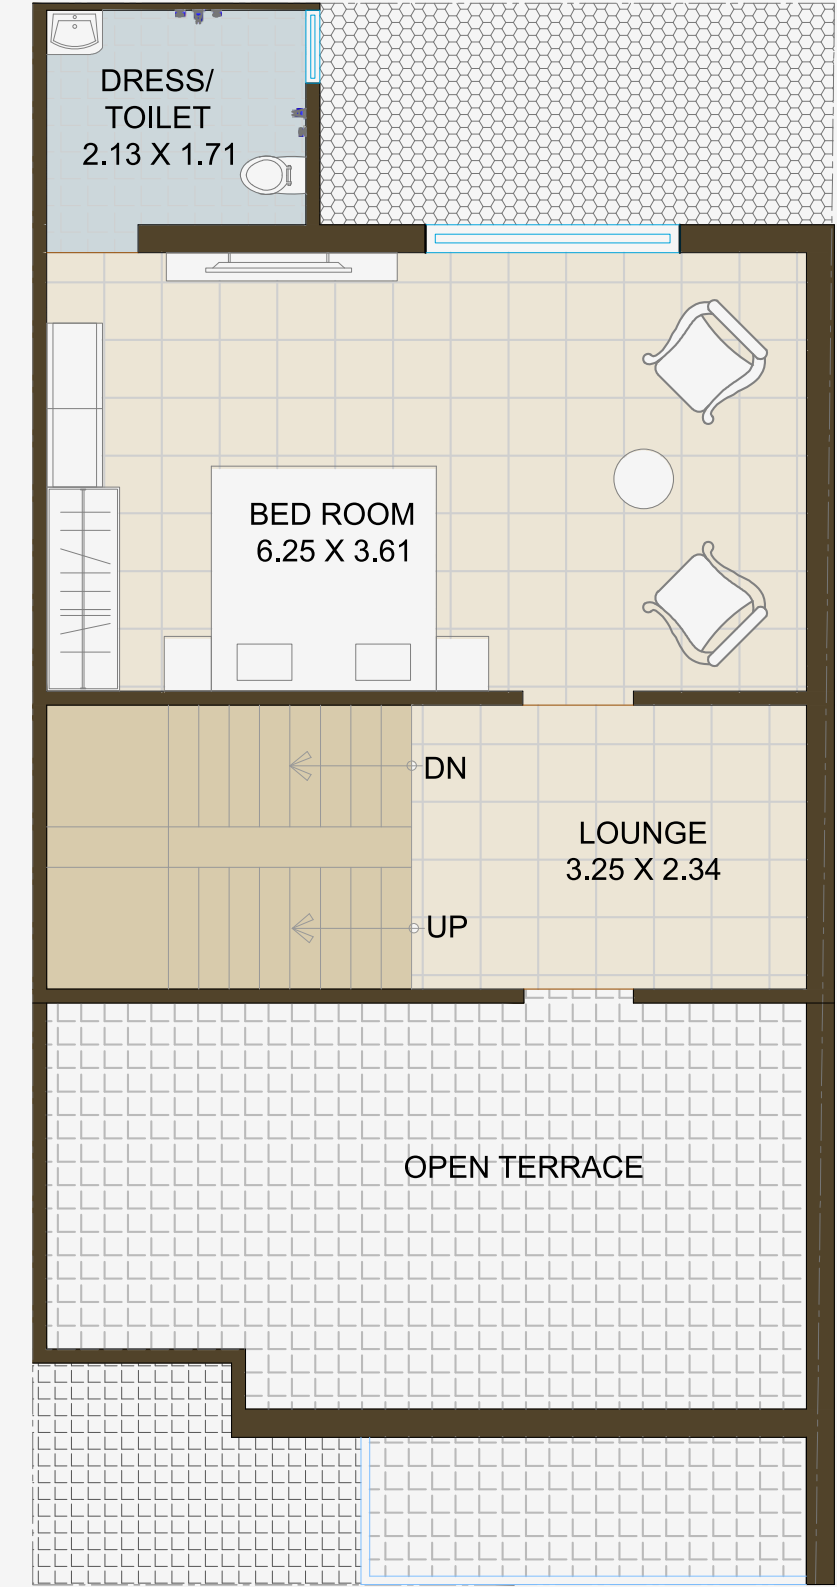 DRESS/
TOILET
2.13 X 1.71
BED ROOM
6.25 X 3.61
DN
LOUNGE
3.25 X 2.34
UP
OPEN TERRACE